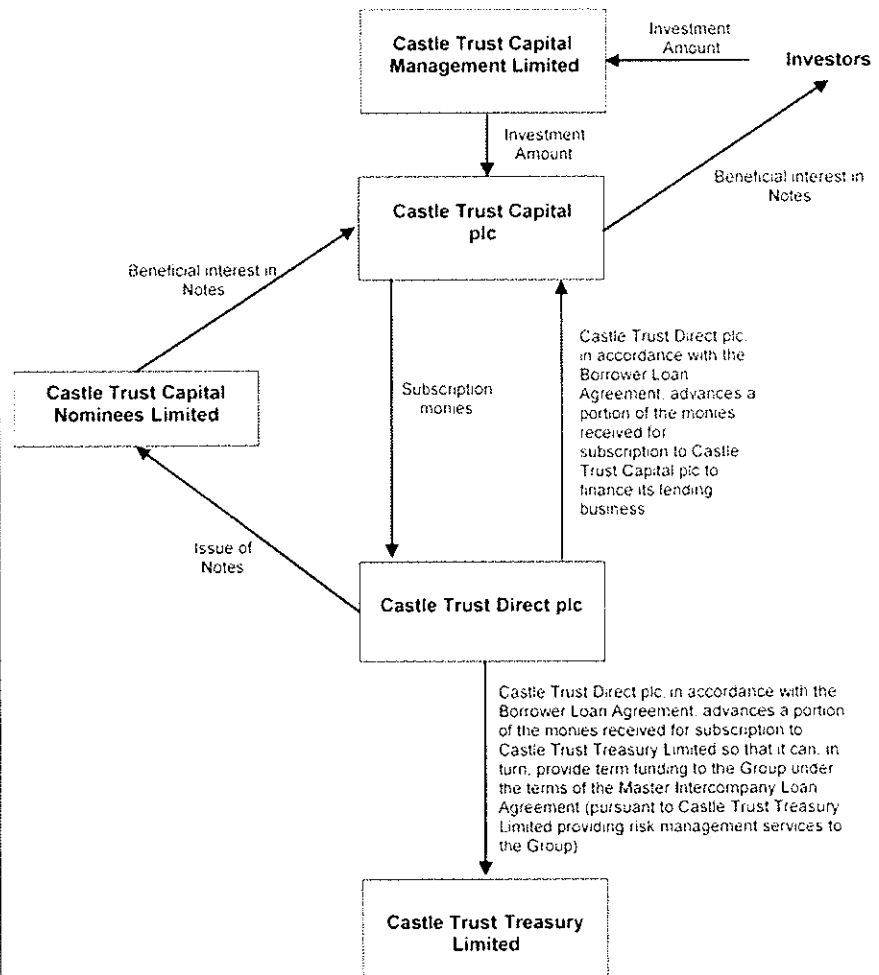 Castle Trust Capital
Management Limited
Investment
Amount
Investors
Investment
Amount
Castle Trust Capital
plc
Beneficial interest in
Notes
Beneficial interest in
Notes
Castle Trust Capital
Nominees Limited
Subscription
monies
Castle Trust Direct plc,
in accordance with the
Borrower Loan
Agreement, advances a
portion of the monies
received for
subscription to Castle
Trust Capital plc to
finance its lending
business
Issue of
Notes
Castle Trust Direct plc
Castle Trust Direct plc, in accordance with the
Borrower Loan Agreement, advances a portion
of the monies received for subscription to
Castle Trust Treasury Limited so that it can, in
turn, provide term funding to the Group under
the terms of the Master Intercompany Loan
Agreement (pursuant to Castle Trust Treasury
Limited providing risk management services to
the Group)
Castle Trust Treasury
Limited